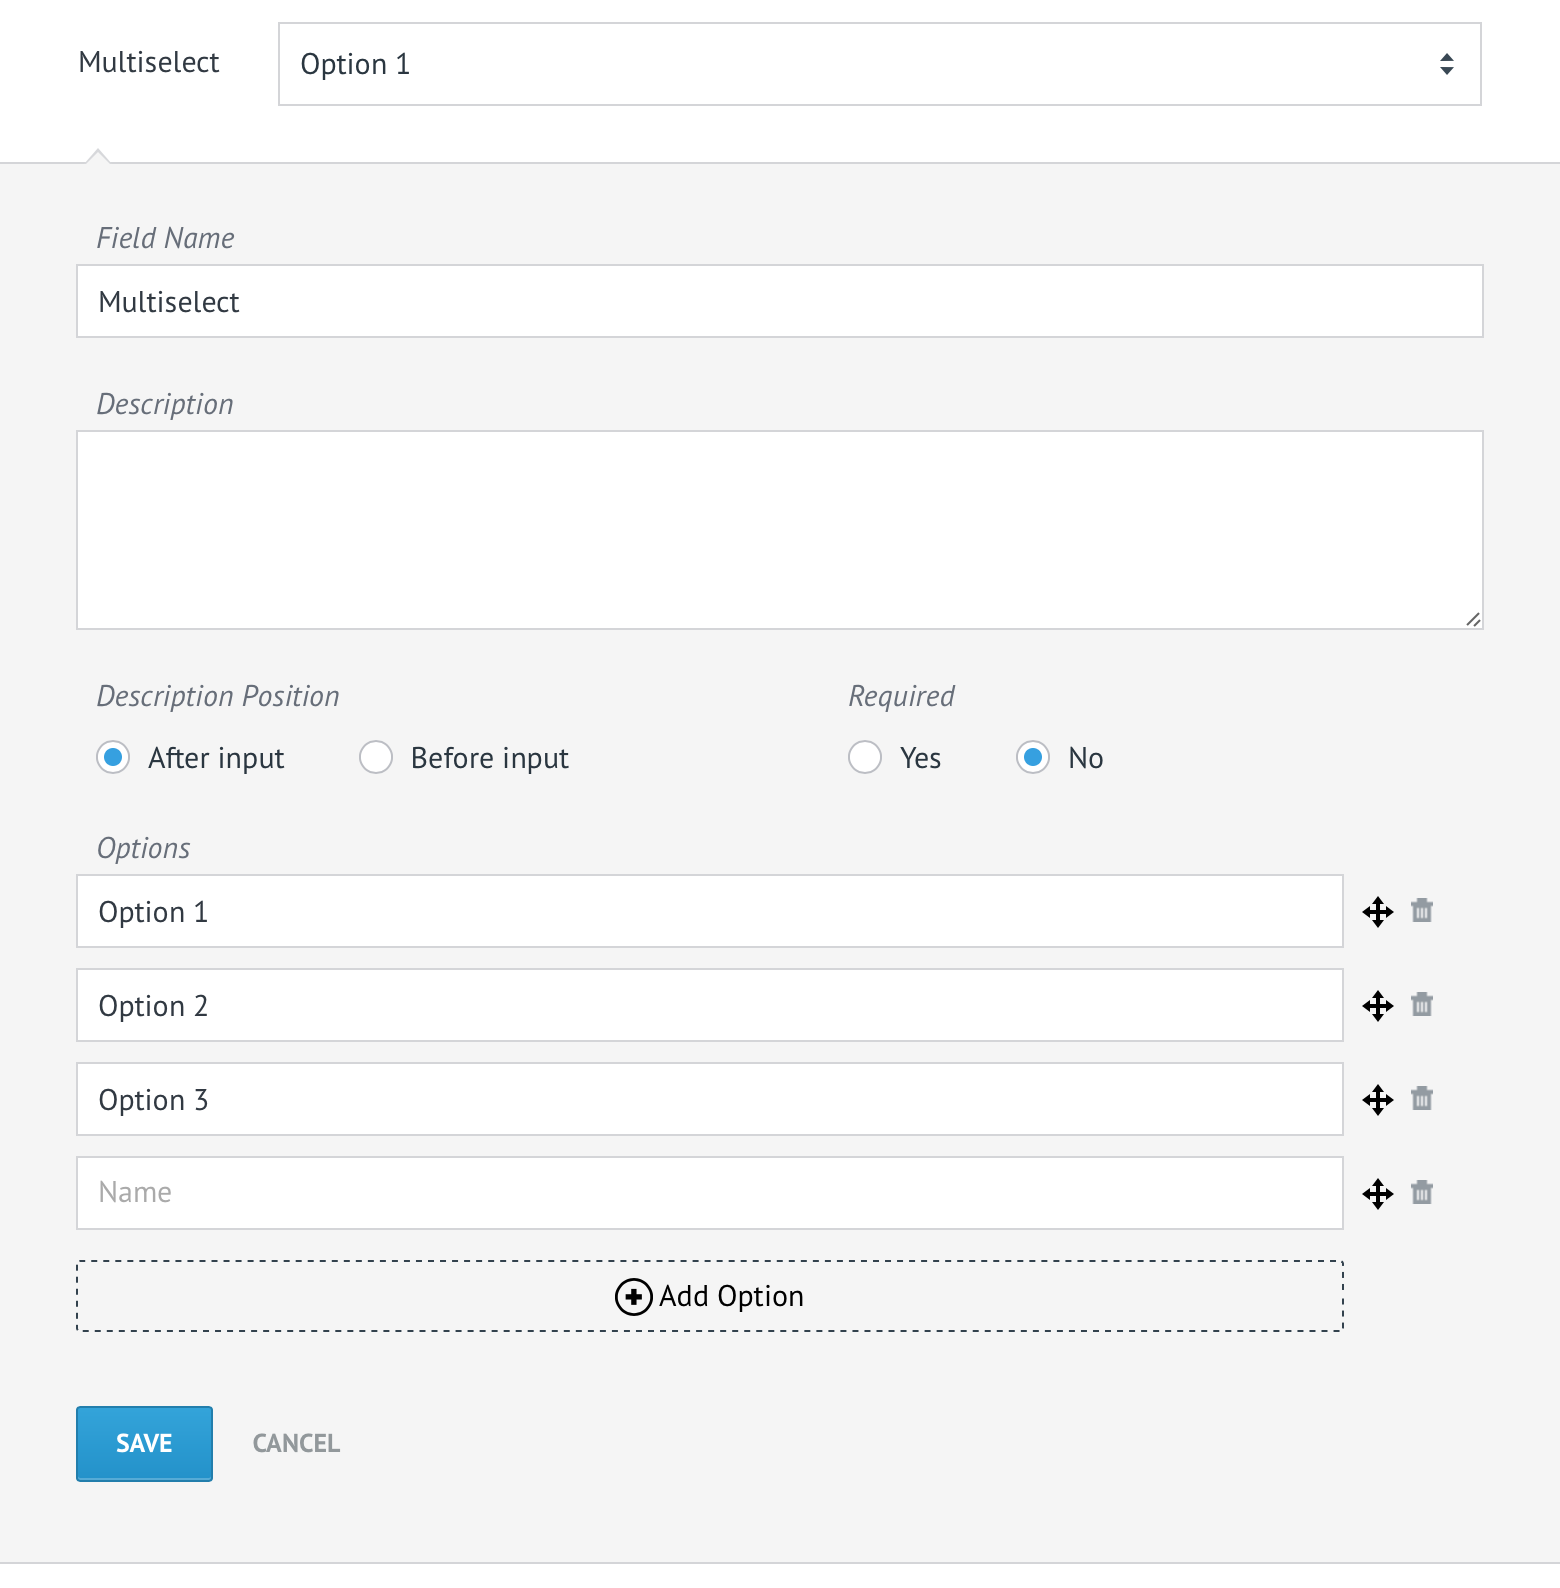 Multiselect
Option 1
Field Name
Multiselect
Description
Description Position
Required
After input
Before input
Yes
No
Options
Option 1
Option 2
Option 3
Name
Add Option
SAVE
CANCEL